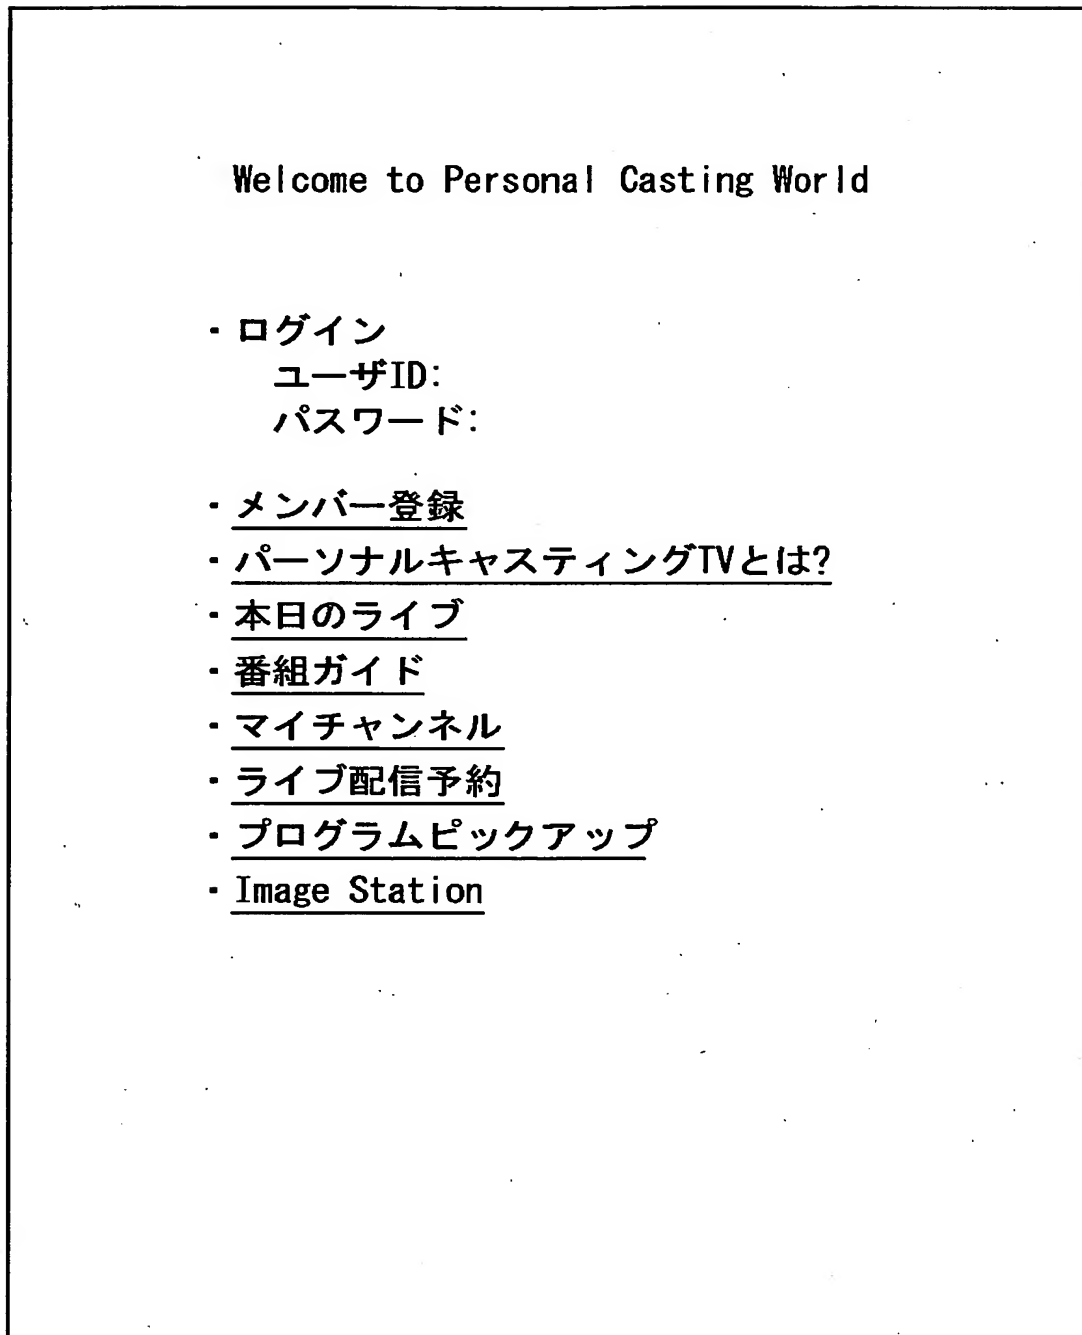 Welcome to Personal Casting World
・ログイン
ユーザID:
パスワード:
・メンバー登録
・パーソナルキャスティングTVとは?
・本日のライブ
・番組ガイド
・マイチャンネル
・ライブ配信予約
・プログラムピックアップ
・Image Station